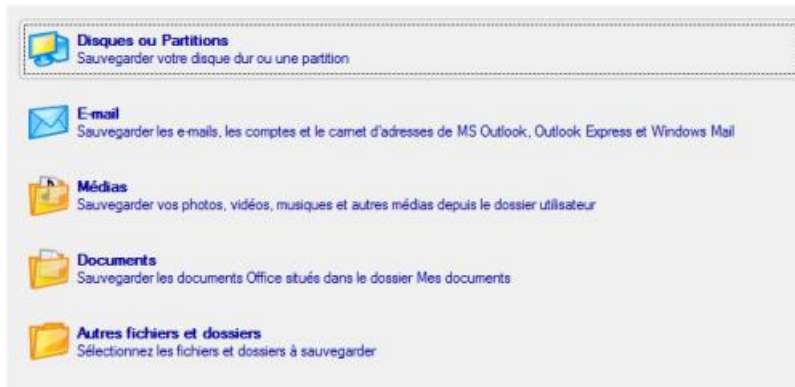 Disques ou Partitions
Sauvegarder votre disque dur ou une partition
E-mail
Sauvegarder les e-mails, les comptes et le carnet d'adresses de MS Outlook, Outlook Express et Windows Mail
Médias
Sauvegarder vos photos, vidéos, musiques et autres médias depuis le dossier utilisateur
Documents
Sauvegarder les documents Office situés dans le dossier Mes documents
Autres fichiers et dossiers
Sélectionnez les fichiers et dossiers à sauvegarder